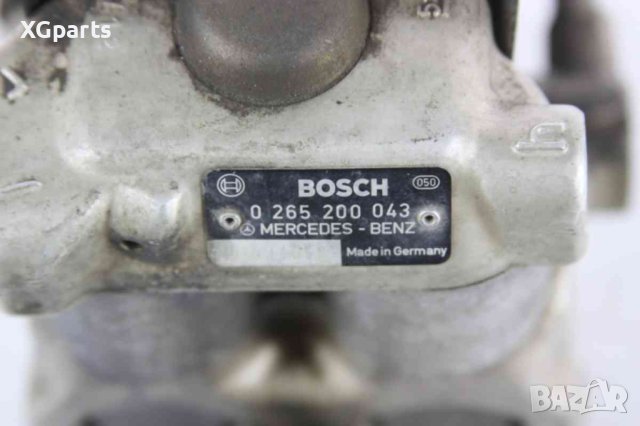 XGparts
BOSCH
050
0 265 200 043
MERCEDES - BENZ
Made in Germany
BAZAR